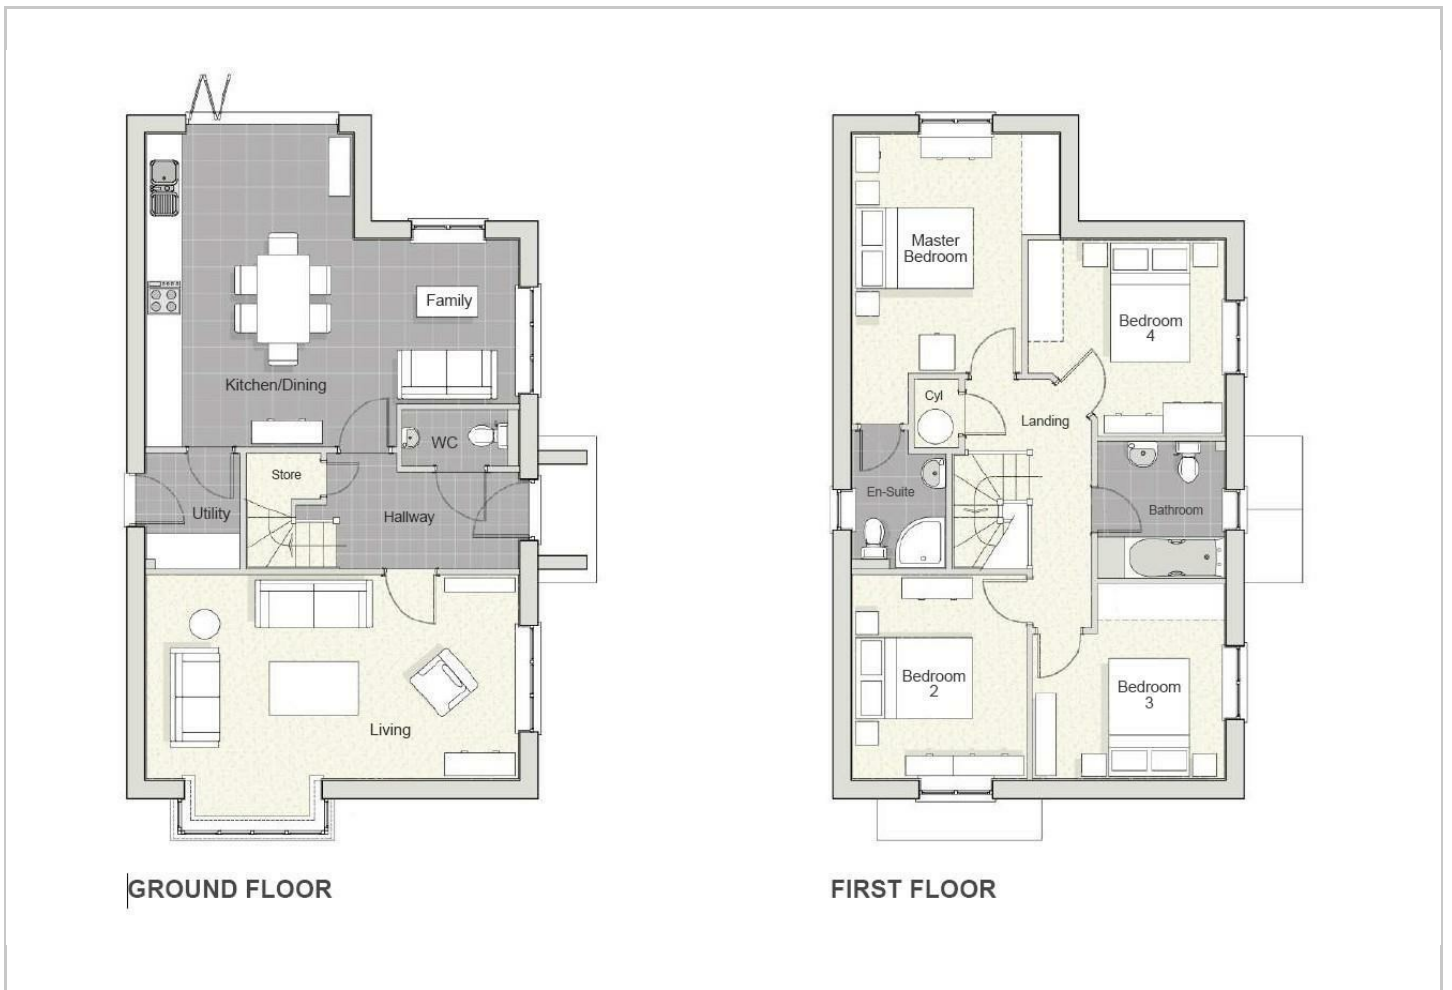 Family
Kitchen/Dining
WC
Store
Utility
Hallway
Living
GROUND FLOOR
Master
Bedroom
Bedroom
4
Cyl
Landing
En-Suite
Bathroom
Bedroom
2
Bedroom
3
FIRST FLOOR